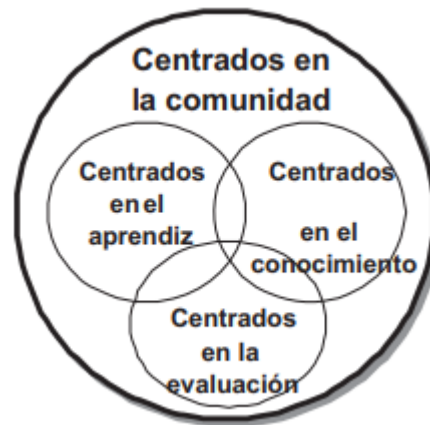 Centrados en
la comunidad
Centrados
en el
aprendiz
Centrados
en el
conocimiento
Centrados
en la
evaluación